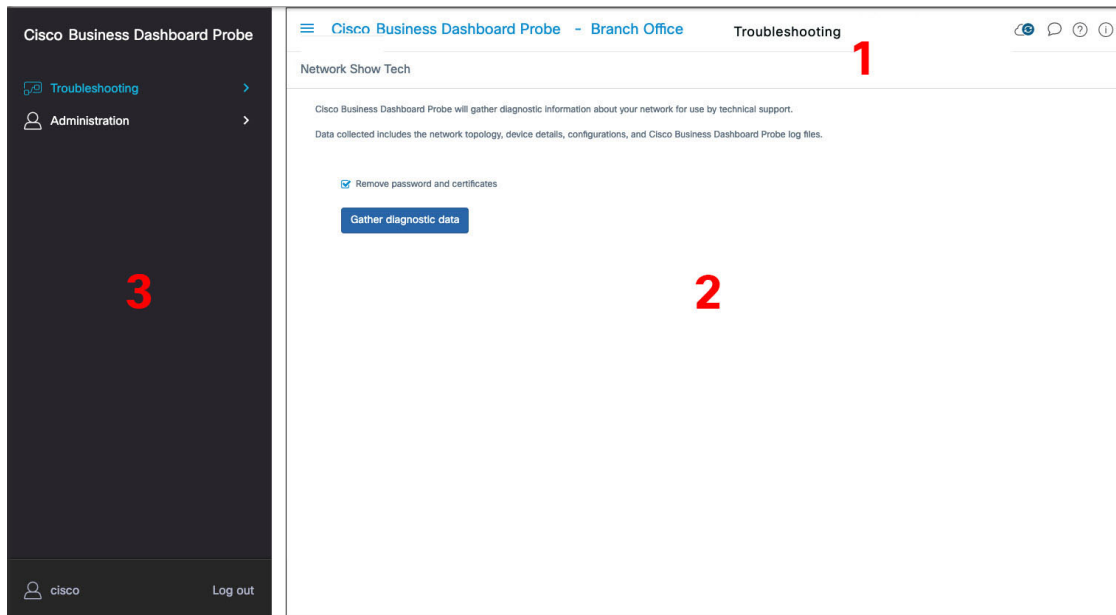 Cisco Business Dashboard Probe
Troubleshooting
Administration
3
cisco
Log out
Cisco Business Dashboard Probe - Branch Office
Troubleshooting
1
Network Show Tech
Cisco Business Dashboard Probe will gather diagnostic information about your network for use by technical support.
Data collected includes the network topology, device details, configurations, and Cisco Business Dashboard Probe log files.
Remove password and certificates
Gather diagnostic data
2